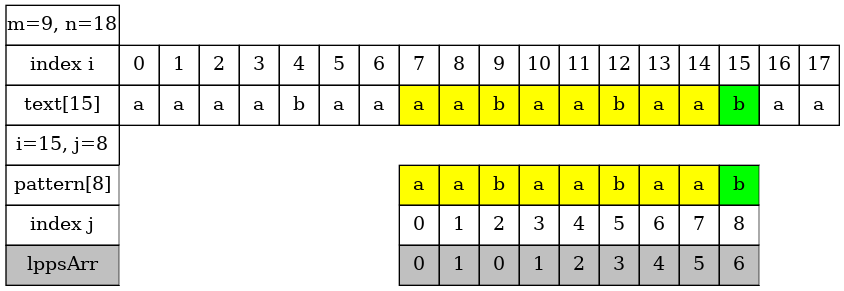 m=9, n=18
index i 0 1 2 3 4 5 6 7 8 9 10 11 12 13 14 15 16 17
text[15] a a a a b a a a a b a a b a a b a a
i=15, j=8
pattern[8] a a b a a b a a b
index j 0 1 2 3 4 5 6 7 8
lppsArr 0 1 0 1 2 3 4 5 6